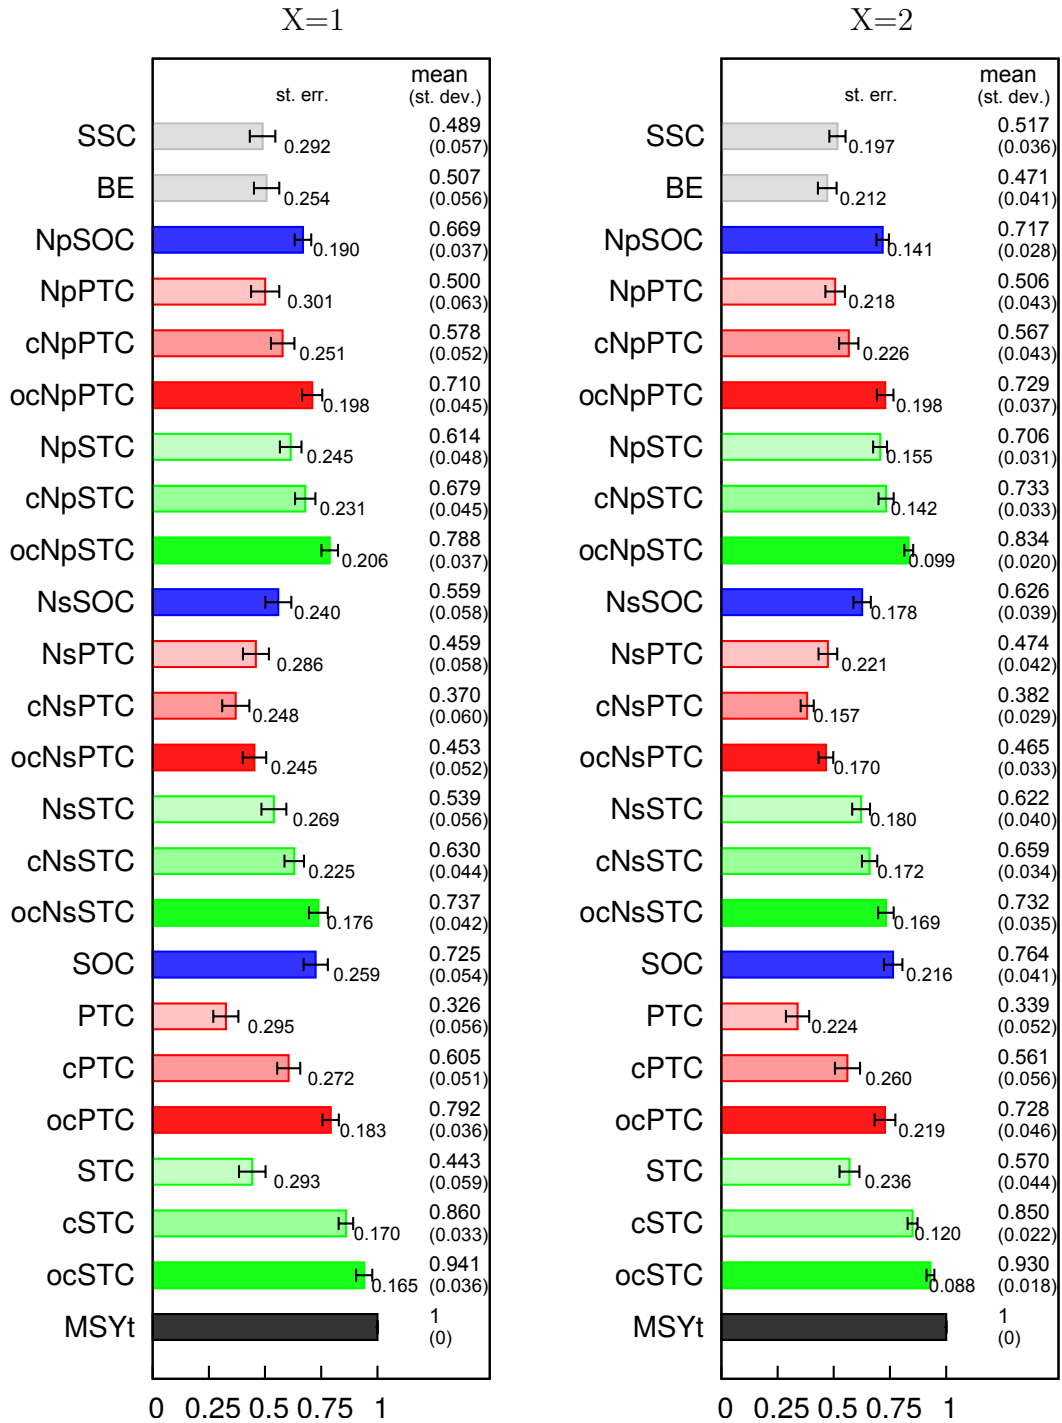 X=1
X=2
mean
st. err. (st. dev.)
mean
st. err. (st. dev.)
SSC 0.292 0.489 (0.057)
SSC 0.197 0.517 (0.036)
BE 0.254 0.507 (0.056)
BE 0.212 0.471 (0.041)
NpSOC 0.190 0.669 (0.037)
NpSOC 0.141 0.717 (0.028)
NpPTC 0.301 0.500 (0.063)
NpPTC 0.218 0.506 (0.043)
cNpPTC 0.251 0.578 (0.052)
cNpPTC 0.226 0.567 (0.043)
ocNpPTC 0.198 0.710 (0.045)
ocNpPTC 0.198 0.729 (0.037)
NpSTC 0.245 0.614 (0.048)
NpSTC 0.155 0.706 (0.031)
cNpSTC 0.231 0.679 (0.045)
cNpSTC 0.142 0.733 (0.033)
ocNpSTC 0.206 0.788 (0.037)
ocNpSTC 0.099 0.834 (0.020)
NsSOC 0.240 0.559 (0.058)
NsSOC 0.178 0.626 (0.039)
NsPTC 0.286 0.459 (0.058)
NsPTC 0.221 0.474 (0.042)
cNsPTC 0.248 0.370 (0.060)
cNsPTC 0.157 0.382 (0.029)
ocNsPTC 0.245 0.453 (0.052)
ocNsPTC 0.170 0.465 (0.033)
NsSTC 0.269 0.539 (0.056)
NsSTC 0.180 0.622 (0.040)
cNsSTC 0.225 0.630 (0.044)
cNsSTC 0.172 0.659 (0.034)
ocNsSTC 0.176 0.737 (0.042)
ocNsSTC 0.169 0.732 (0.035)
SOC 0.259 0.725 (0.054)
SOC 0.216 0.764 (0.041)
PTC 0.295 0.326 (0.056)
PTC 0.224 0.339 (0.052)
cPTC 0.272 0.605 (0.051)
cPTC 0.260 0.561 (0.056)
ocPTC 0.183 0.792 (0.036)
ocPTC 0.219 0.728 (0.046)
STC 0.293 0.443 (0.059)
STC 0.236 0.570 (0.044)
cSTC 0.170 0.860 (0.033)
cSTC 0.120 0.850 (0.022)
ocSTC 0.165 0.941 (0.036)
ocSTC 0.088 0.930 (0.018)
MSYt 1 (0)
MSYt 1 (0)
0 0.25 0.5 0.75 1
0 0.25 0.5 0.75 1